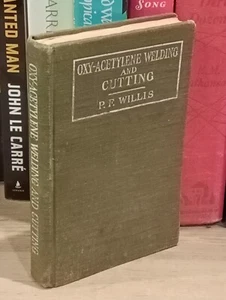 OXY-ACETYLENE WELDING
AND
CUTTING
P. F. WILLIS
OXY-ACETYLENE WELDING AND CUTTING
ANTED MAN
JOHN LE CARRÉ
SONG